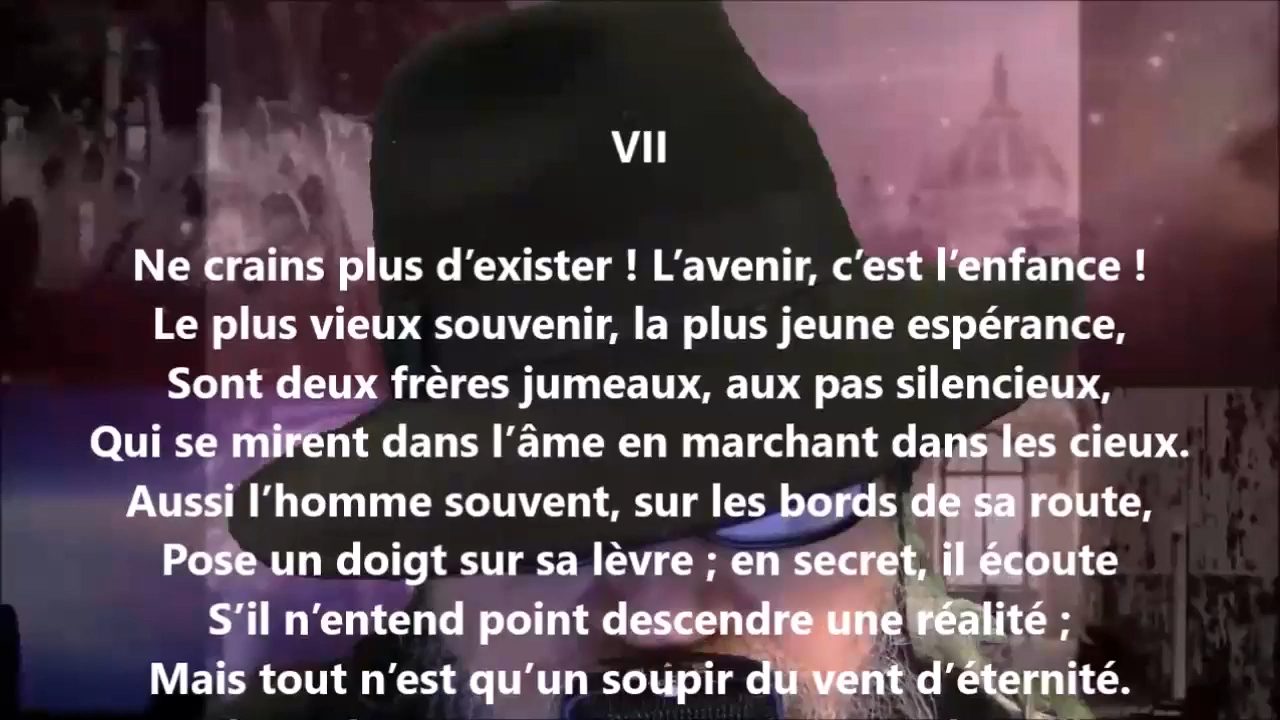 VII
Ne crains plus d’exister ! L’avenir, c’est l’enfance !
Le plus vieux souvenir, la plus jeune espérance,
Sont deux frères jumeaux, aux pas silencieux,
Qui se mirent dans l’âme en marchant dans les cieux.
Aussi l’homme souvent, sur les bords de sa route,
Pose un doigt sur sa lèvre ; en secret, il écoute
S’il n’entend point descendre une réalité ;
Mais tout n’est qu’un soupir du vent d’éternité.